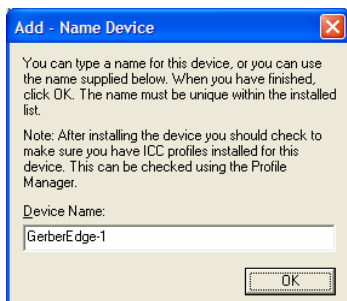 Add - Name Device
You can type a name for this device, or you can use
the name supplied below. When you have finished,
click OK. The name must be unique within the installed
list.
Note: After installing the device you should check to
make sure you have ICC profiles installed for this
device. This can be checked using the Profile
Manager.
Device Name:
GerberEdge-1
OK